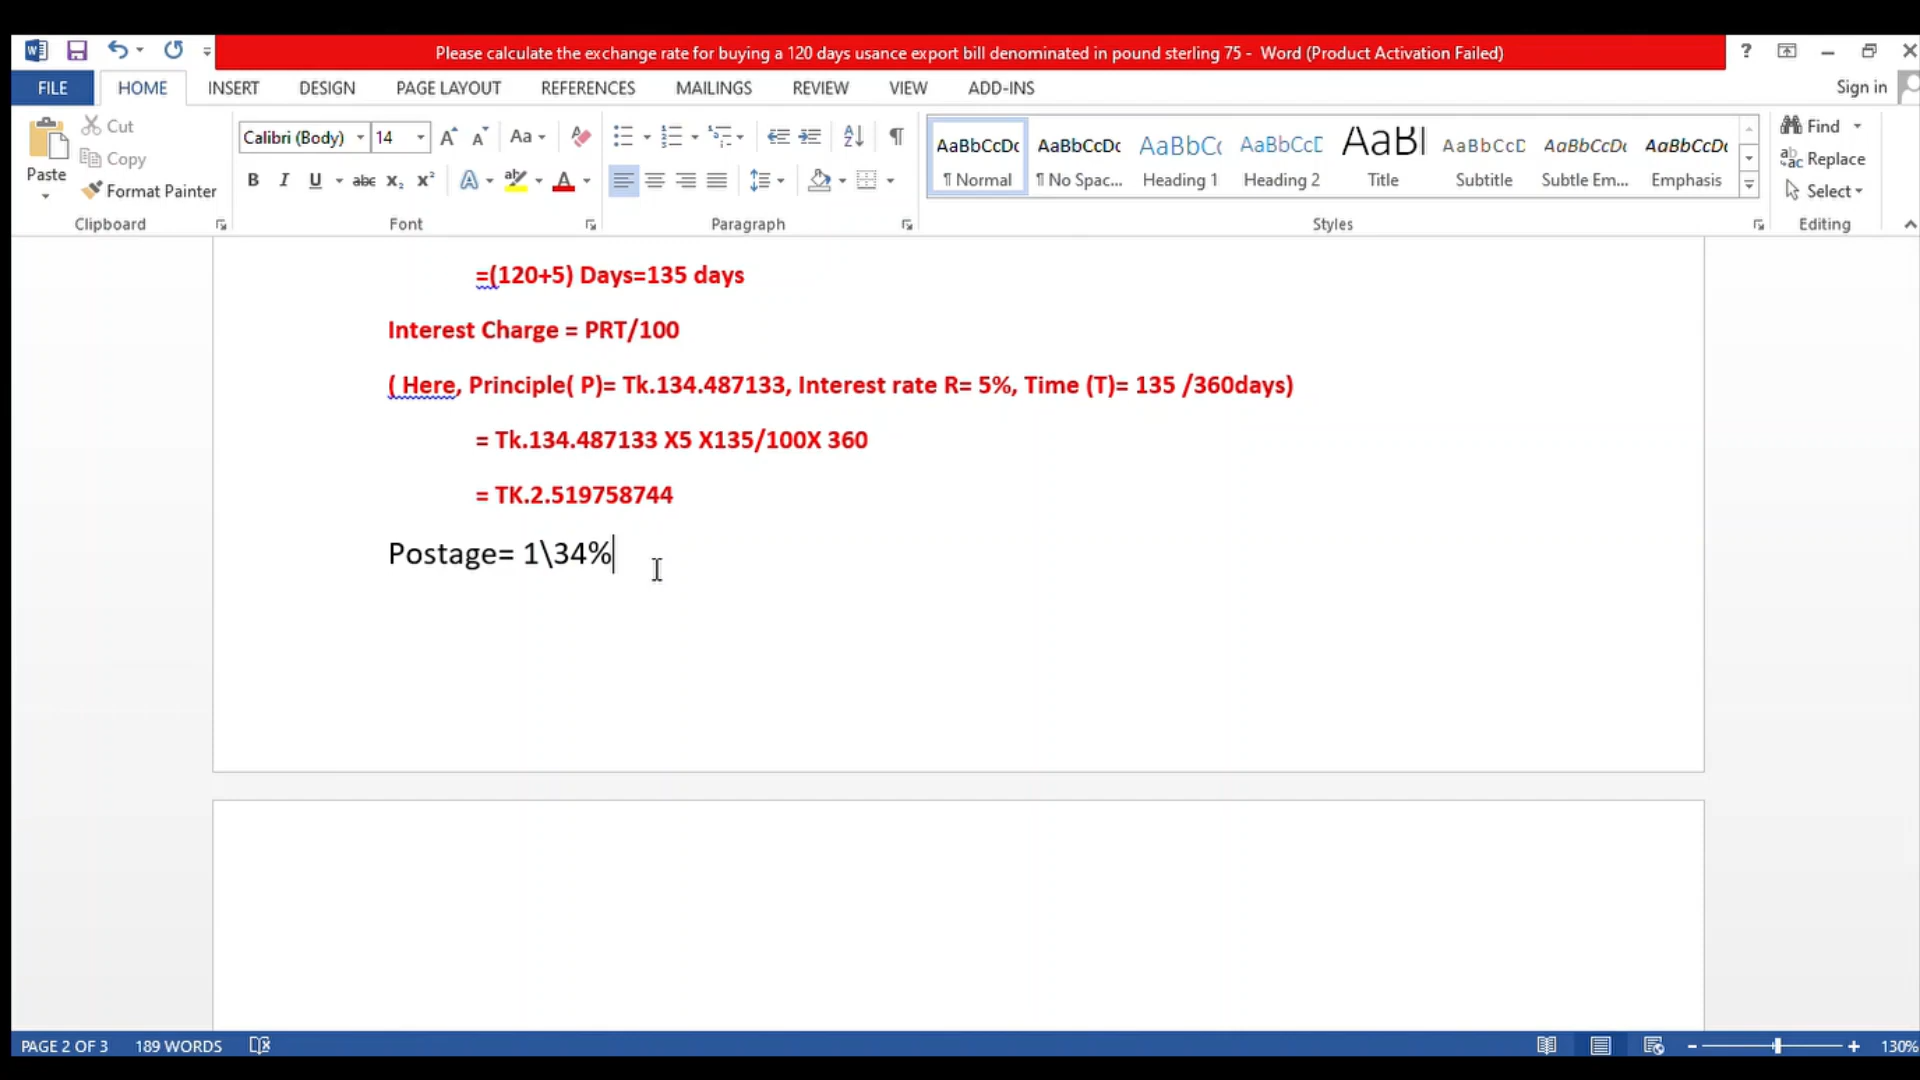 Please calculate the exchange rate for buying a 120 days usance export bill denominated in pound sterling 75 - Word (Product Activation Failed)
?
FILE HOME INSERT DESIGN PAGE LAYOUT REFERENCES MAILINGS REVIEW VIEW ADD-INS Sign in
Paste
Cut
Copy
Format Painter
Clipboard
Calibri (Body) 14
Font
Paragraph
AaBbCcDc AaBbCcDc AaBbCc AaBbCcD AaBl AaBbCcD AaBbCcDc AaBbCcDc
¶ Normal ¶ No Spac... Heading 1 Heading 2 Title Subtitle Subtle Em... Emphasis
Styles
Find
Replace
Select
Editing
=(120+5) Days=135 days
Interest Charge = PRT/100
( Here, Principle( P)= Tk.134.487133, Interest rate R= 5%, Time (T)= 135 /360days)
= Tk.134.487133 X5 X135/100X 360
= TK.2.519758744
Postage= 1\34%
PAGE 2 OF 3 189 WORDS 130%